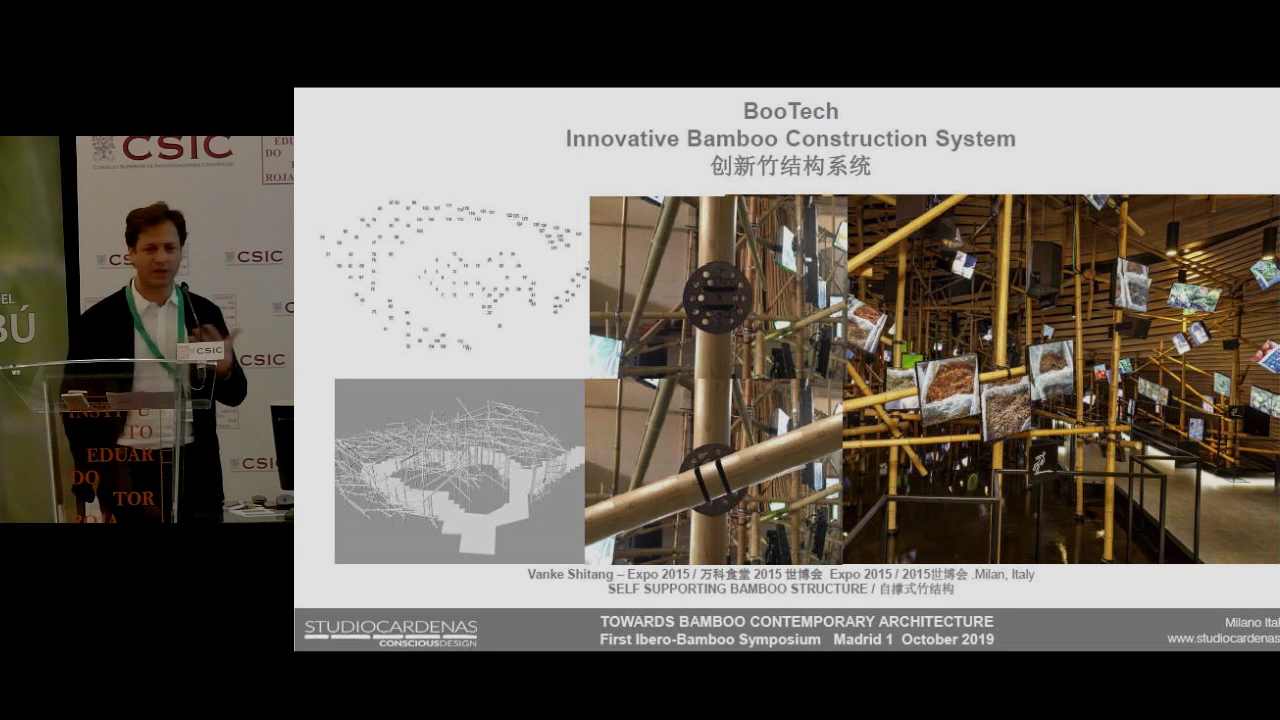 BooTech
Innovative Bamboo Construction System
创新竹结构系统
CSIC
CONSEJO SUPERIOR DE INVESTIGACIONES CIENTÍFICAS
EDU
DO T
ROJA
CSIC
DEL
BÚ
CSIC
CSIC
CSIC
INSTITU
TO
EDUAR
DO
TOR
ROJA
Vanke Shitang – Expo 2015 / 万科食堂 2015 世博会 Expo 2015 / 2015世博会 .Milan, Italy
SELF SUPPORTING BAMBOO STRUCTURE / 自撑式竹结构
STUDIOCARDENAS
CONSCIOUSDESIGN
TOWARDS BAMBOO CONTEMPORARY ARCHITECTURE
First Ibero-Bamboo Symposium Madrid 1 October 2019
Milano Ital
www.studiocardenas